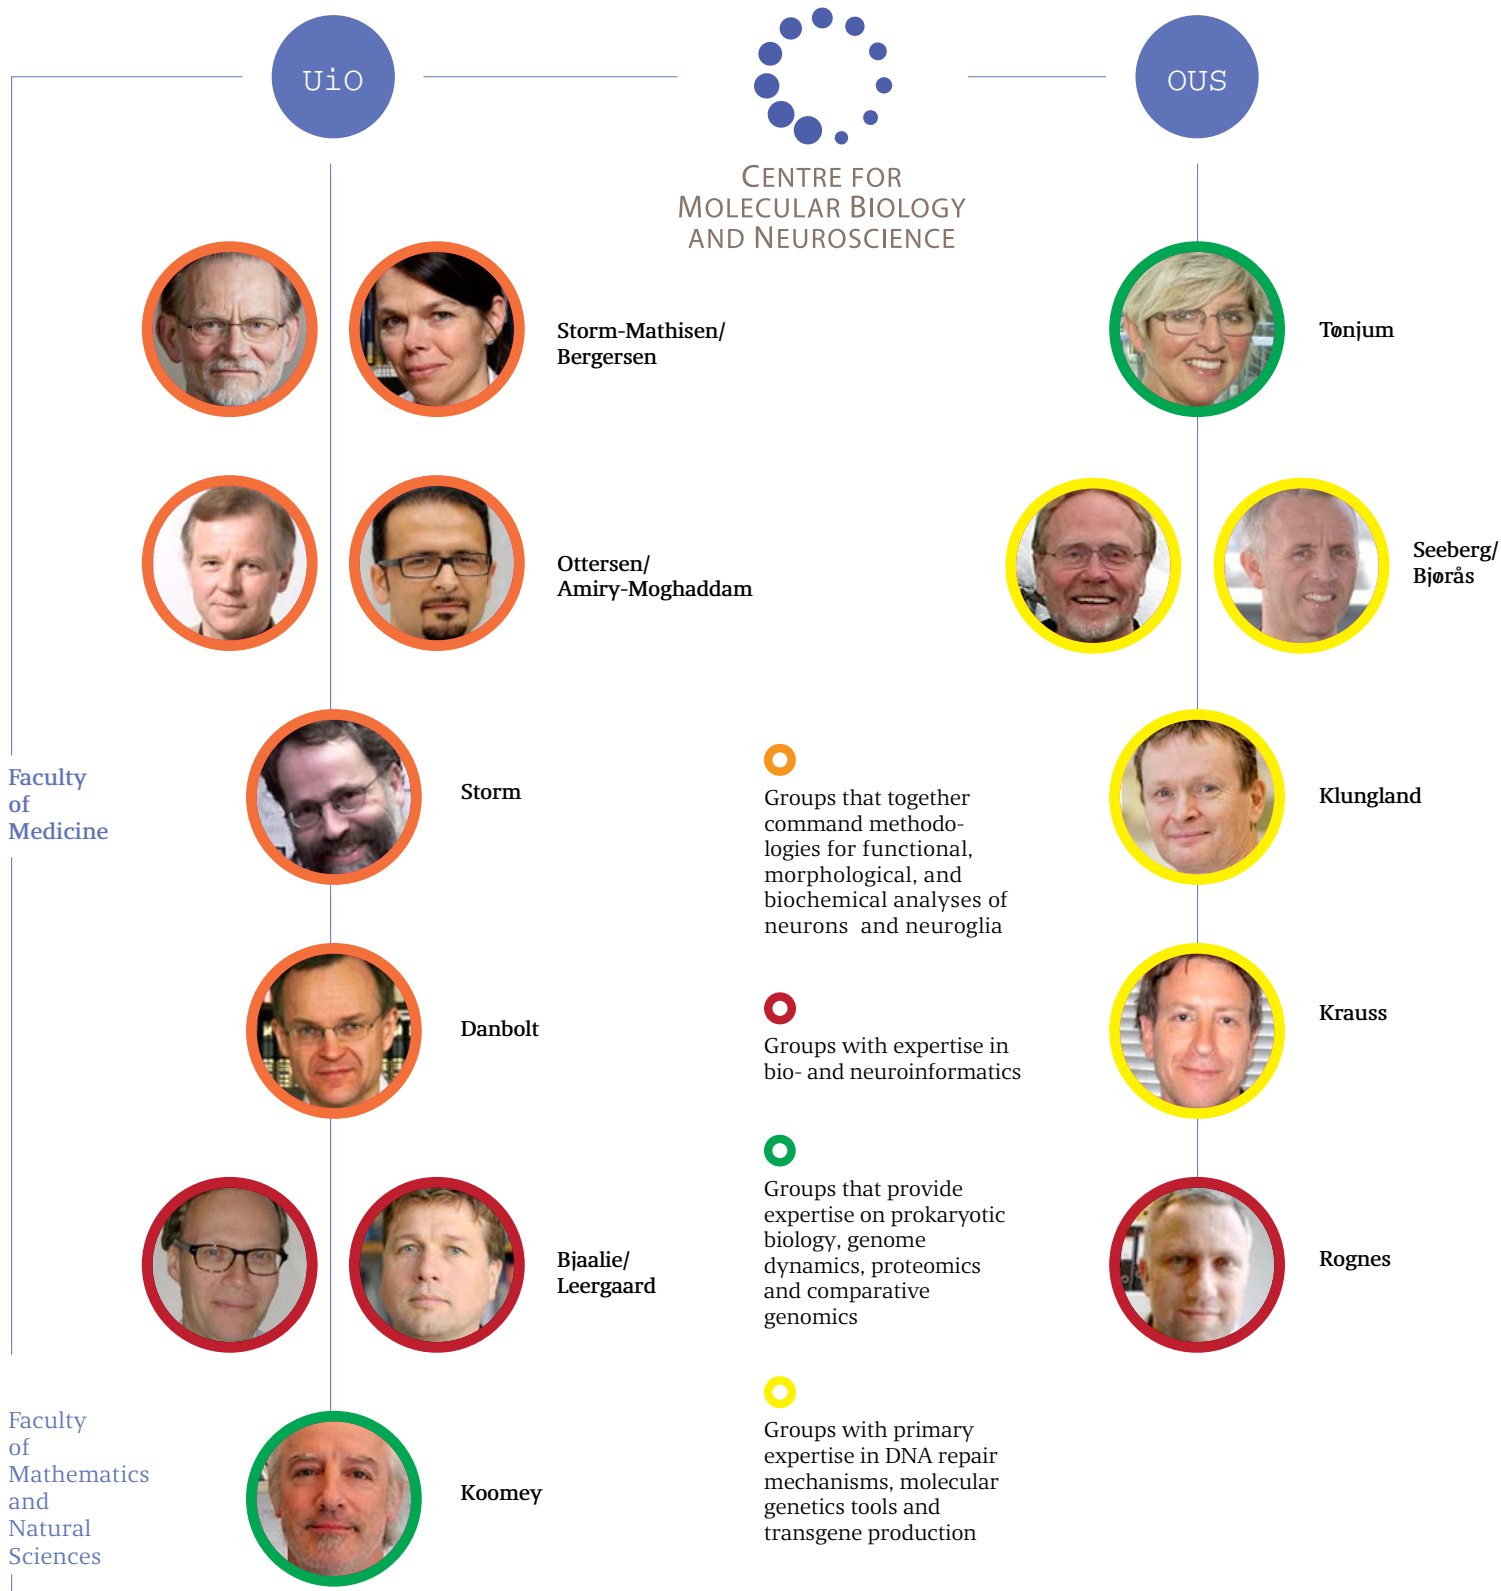 UiO
OUS
CENTRE FOR
MOLECULAR BIOLOGY
AND NEUROSCIENCE
Storm-Mathisen/
Bergersen
Tønjum
Ottersen/
Amiry-Moghaddam
Seeberg/
Bjørås
Faculty
of
Medicine
Storm
Groups that together
command methodo-
logies for functional,
morphological, and
biochemical analyses of
neurons and neuroglia
Klungland
Danbolt
Groups with expertise in
bio- and neuroinformatics
Krauss
Bjaalie/
Leergaard
Groups that provide
expertise on prokaryotic
biology, genome
dynamics, proteomics
and comparative
genomics
Rognes
Faculty
of
Mathematics
and
Natural
Sciences
Koomey
Groups with primary
expertise in DNA repair
mechanisms, molecular
genetics tools and
transgene production